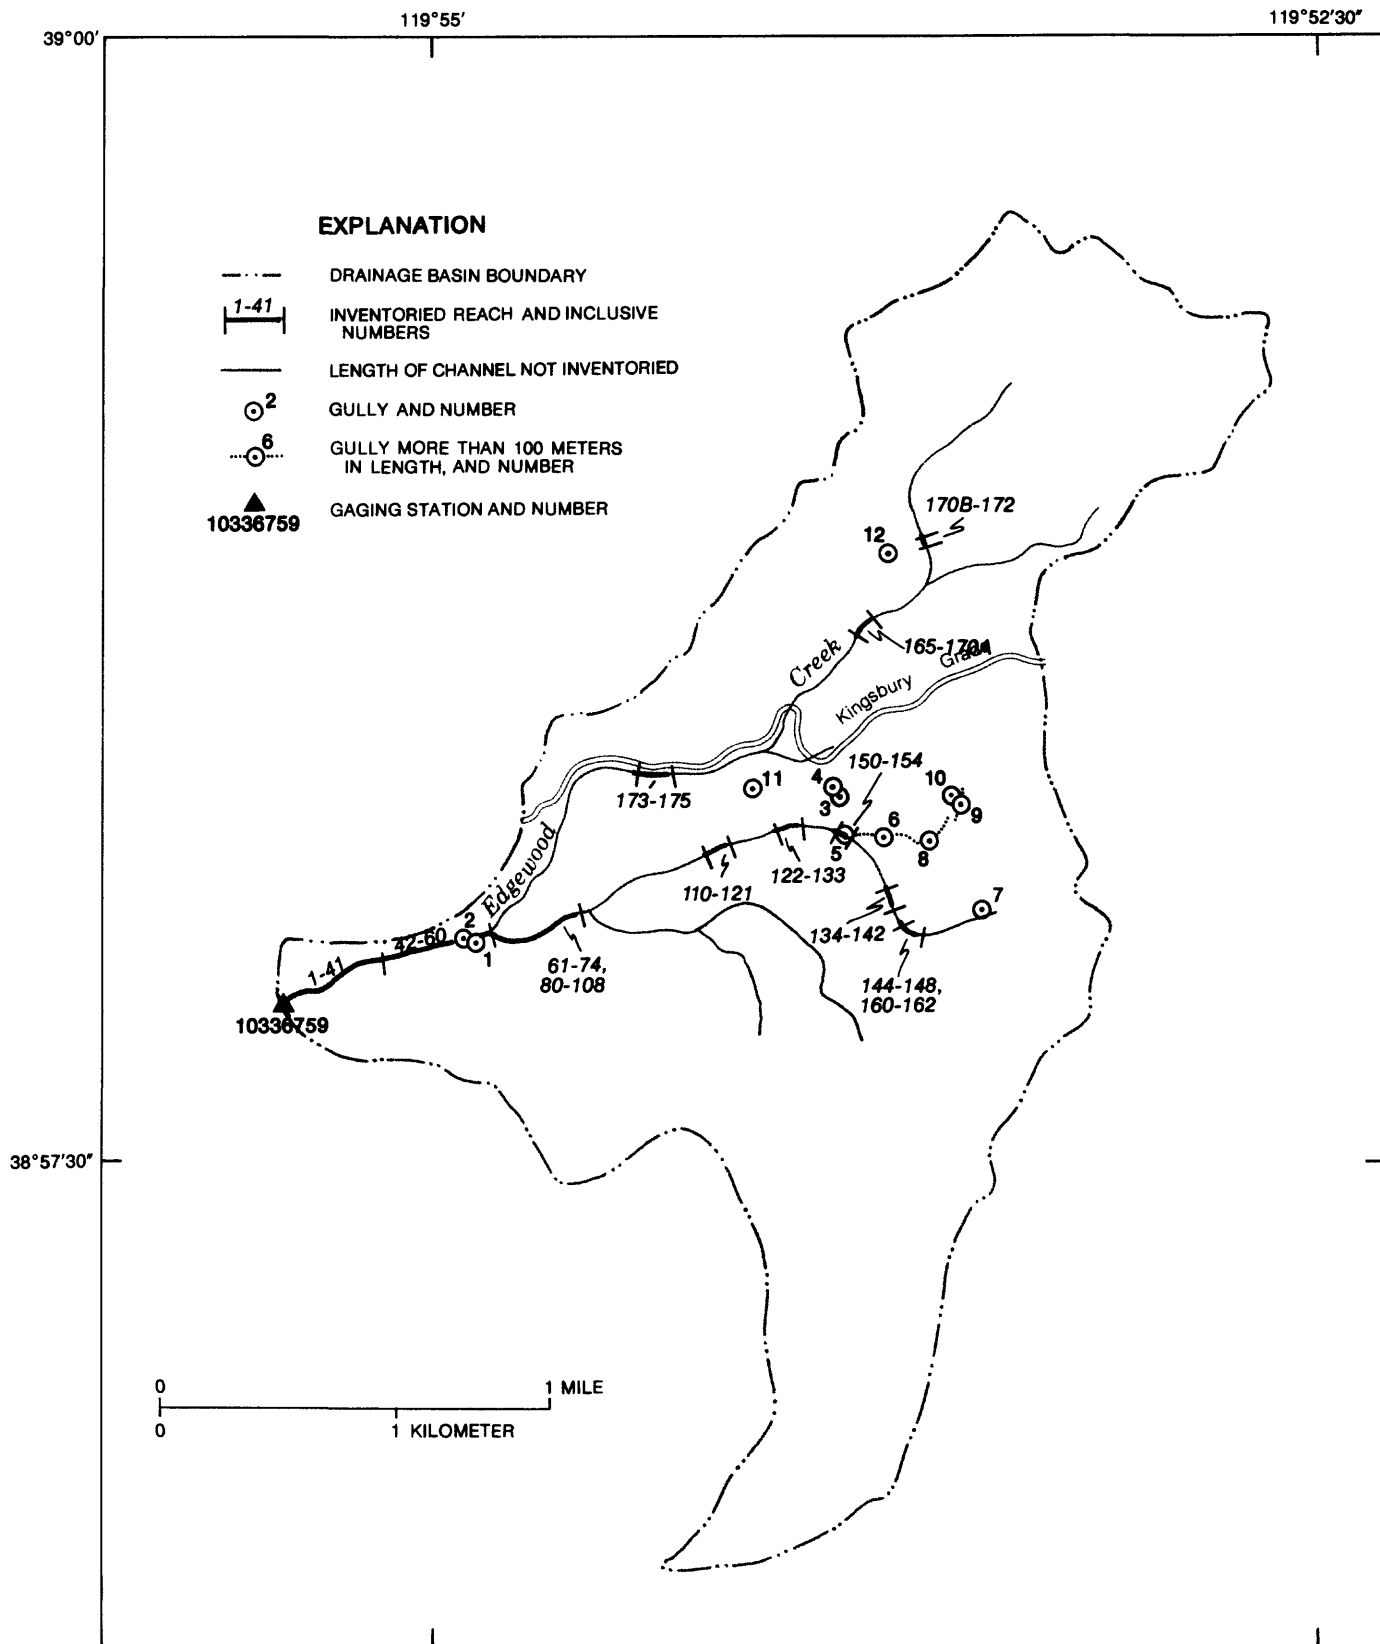 119°55'
119°52'30"
39°00'
EXPLANATION
DRAINAGE BASIN BOUNDARY
1-41
INVENTORIED REACH AND INCLUSIVE
NUMBERS
LENGTH OF CHANNEL NOT INVENTORIED
2
GULLY AND NUMBER
6
GULLY MORE THAN 100 METERS
IN LENGTH, AND NUMBER
10336759
GAGING STATION AND NUMBER
170B-172
12
165-170A
Grade
Creek
Kingsbury
150-154
4
3
11
10
9
173-175
6
5
8
Edgewood
122-133
110-121
7
134-142
2
42-60
1
1-41
61-74,
80-108
144-148,
160-162
10336759
38°57'30"
0
1 MILE
0
1 KILOMETER